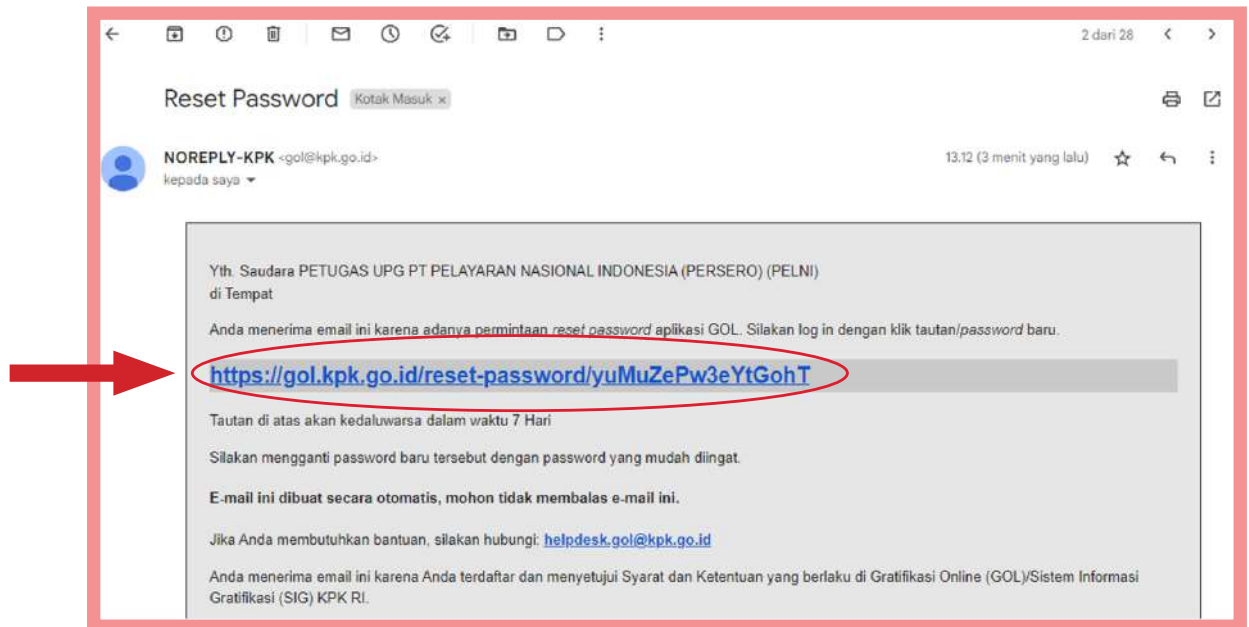 2 dari 28
Reset Password Kotak Masuk ×
NOREPLY-KPK <gol@kpk.go.id> 13.12 (3 menit yang lalu)
kepada saya
Yth. Saudara PETUGAS UPG PT PELAYARAN NASIONAL INDONESIA (PERSERO) (PELNI)
di Tempat
Anda menerima email ini karena adanya permintaan reset password aplikasi GOL. Silakan log in dengan klik tautan/password baru.
https://gol.kpk.go.id/reset-password/yuMuZePw3eYtGohT
Tautan di atas akan kedaluwarsa dalam waktu 7 Hari
Silakan mengganti password baru tersebut dengan password yang mudah diingat.
E-mail ini dibuat secara otomatis, mohon tidak membalas e-mail ini.
Jika Anda membutuhkan bantuan, silakan hubungi: helpdesk.gol@kpk.go.id
Anda menerima email ini karena Anda terdaftar dan menyetujui Syarat dan Ketentuan yang berlaku di Gratifikasi Online (GOL)/Sistem Informasi
Gratifikasi (SIG) KPK RI.